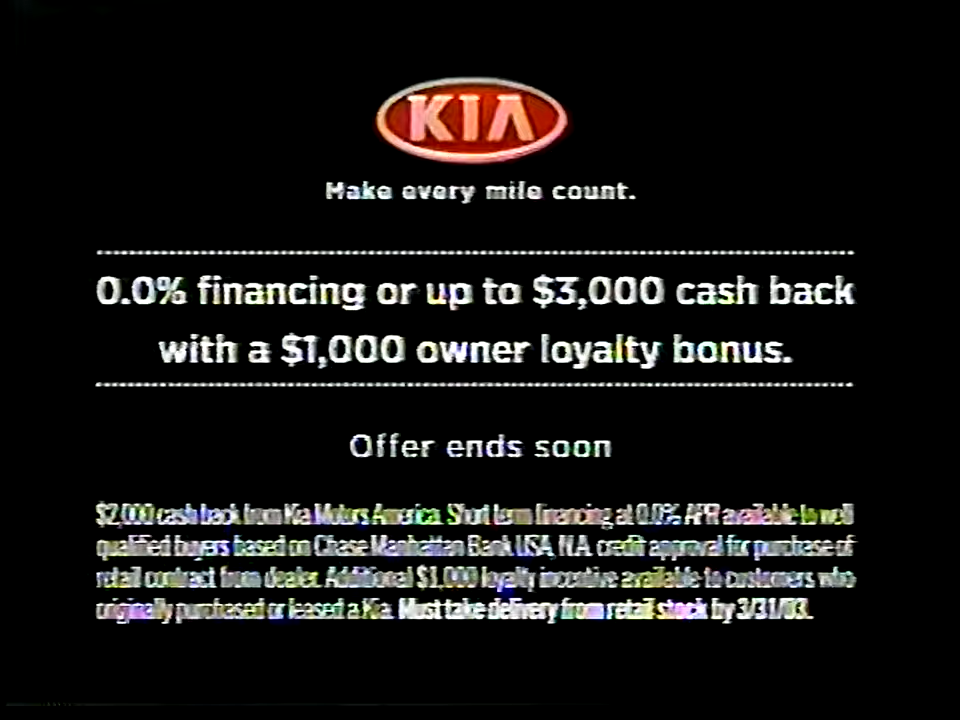 KIA
Make every mile count.
0.0% financing or up to $3,000 cash back
with a $1,000 owner loyalty bonus.
Offer ends soon
$2,000 cash back from Kia Motors America. Short term financing at 0.0% APR available to well
qualified buyers based on Chase Manhattan Bank USA, N.A. credit approval for purchase of
retail contract from dealer. Additional $1,000 loyalty incentive available to customers who
originally purchased or leased a Kia. Must take delivery from retail stock by 3/31/03.